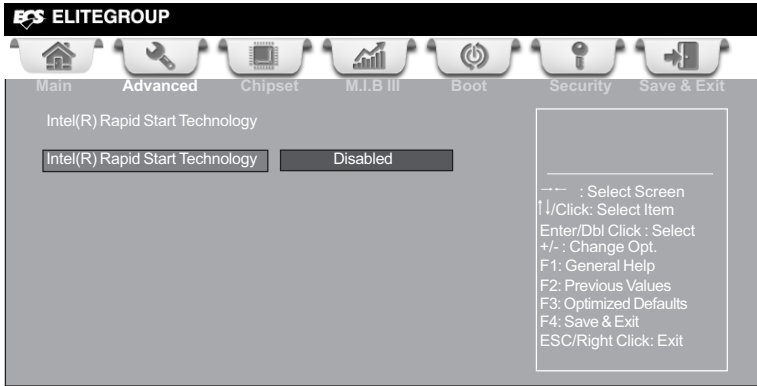 ECS ELITEGROUP
Main Advanced Chipset M.I.B III Boot Security Save & Exit
Intel(R) Rapid Start Technology
Intel(R) Rapid Start Technology Disabled
→← : Select Screen
↑↓/Click: Select Item
Enter/Dbl Click : Select
+/- : Change Opt.
F1: General Help
F2: Previous Values
F3: Optimized Defaults
F4: Save & Exit
ESC/Right Click: Exit